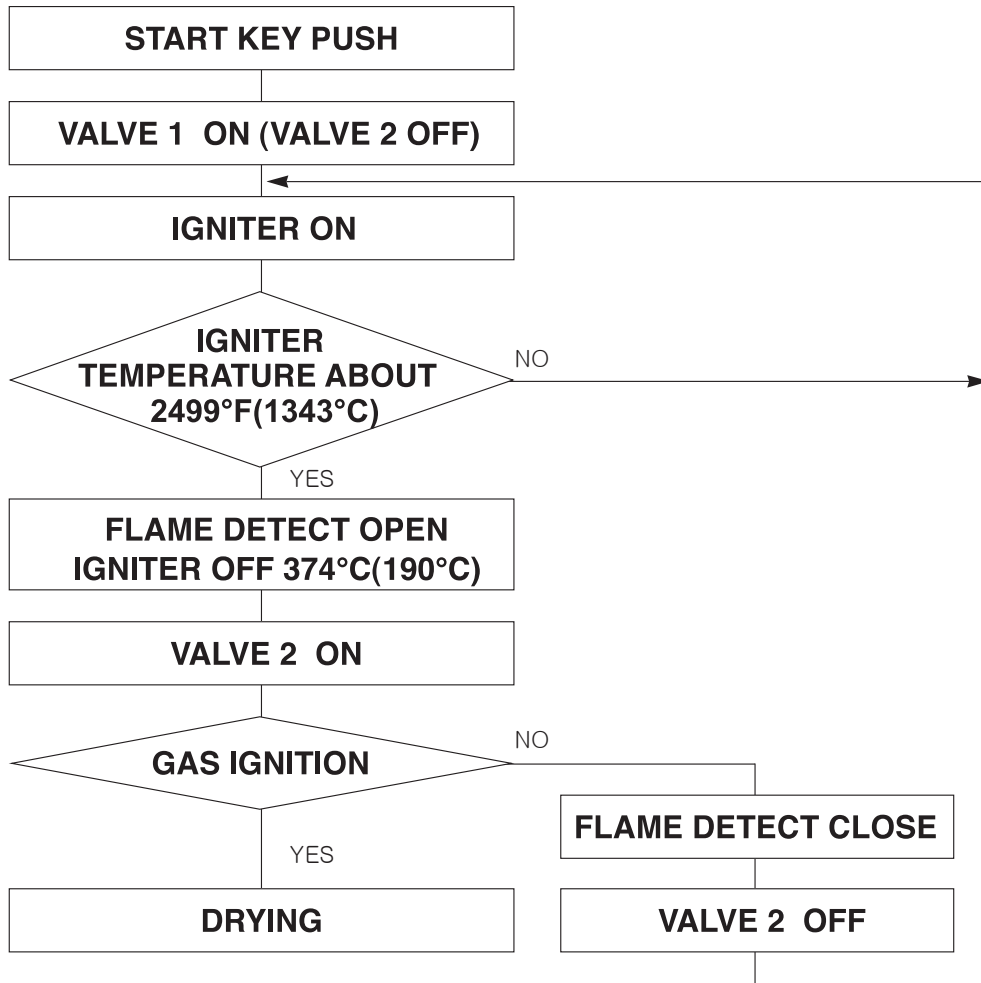 START KEY PUSH
VALVE 1 ON (VALVE 2 OFF)
IGNITER ON
IGNITER
TEMPERATURE ABOUT
2499°F(1343°C)
NO
YES
FLAME DETECT OPEN
IGNITER OFF 374°C(190°C)
VALVE 2 ON
GAS IGNITION
NO
FLAME DETECT CLOSE
YES
DRYING
VALVE 2 OFF